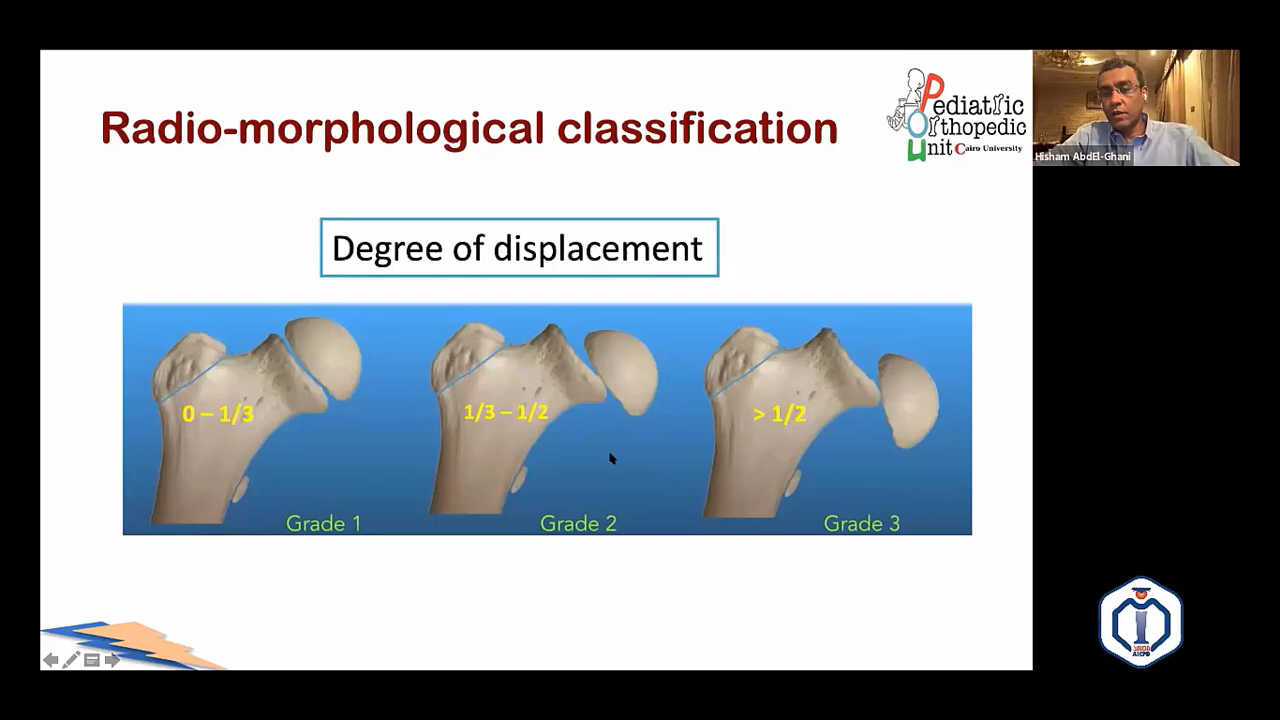 Radio-morphological classification
Pediatric
Orthopedic
Unit Cairo University
Hisham AbdEl-Ghani
Degree of displacement
0 – 1/3
1/3 – 1/2
> 1/2
Grade 1
Grade 2
Grade 3